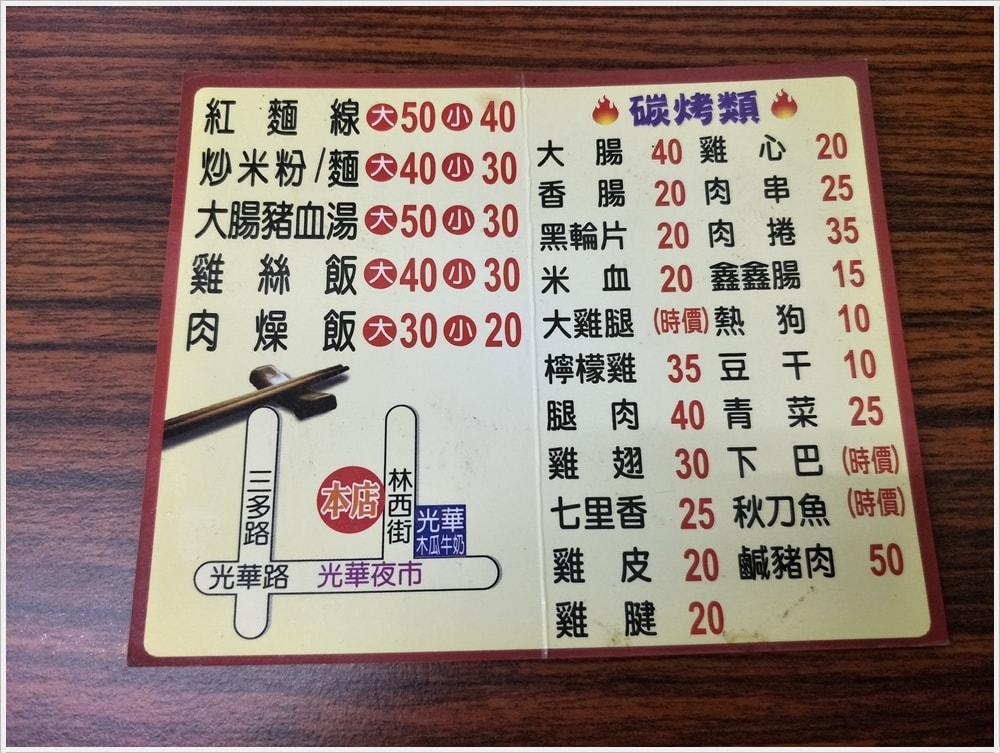 紅麵線 大50 小40
炒米粉/麵 大40 小30
大腸豬血湯 大50 小30
雞絲飯 大40 小30
肉燥飯 大30 小20
三多路
本店
林西街
光華
木瓜牛奶
光華路 光華夜市
碳烤類
大腸 40 雞心 20
香腸 20 肉串 25
黑輪片 20 肉捲 35
米血 20 鑫鑫腸 15
大雞腿 (時價) 熱狗 10
檸檬雞 35 豆干 10
腿肉 40 青菜 25
雞翅 30 下巴 (時價)
七里香 25 秋刀魚 (時價)
雞皮 20 鹹豬肉 50
雞腱 20